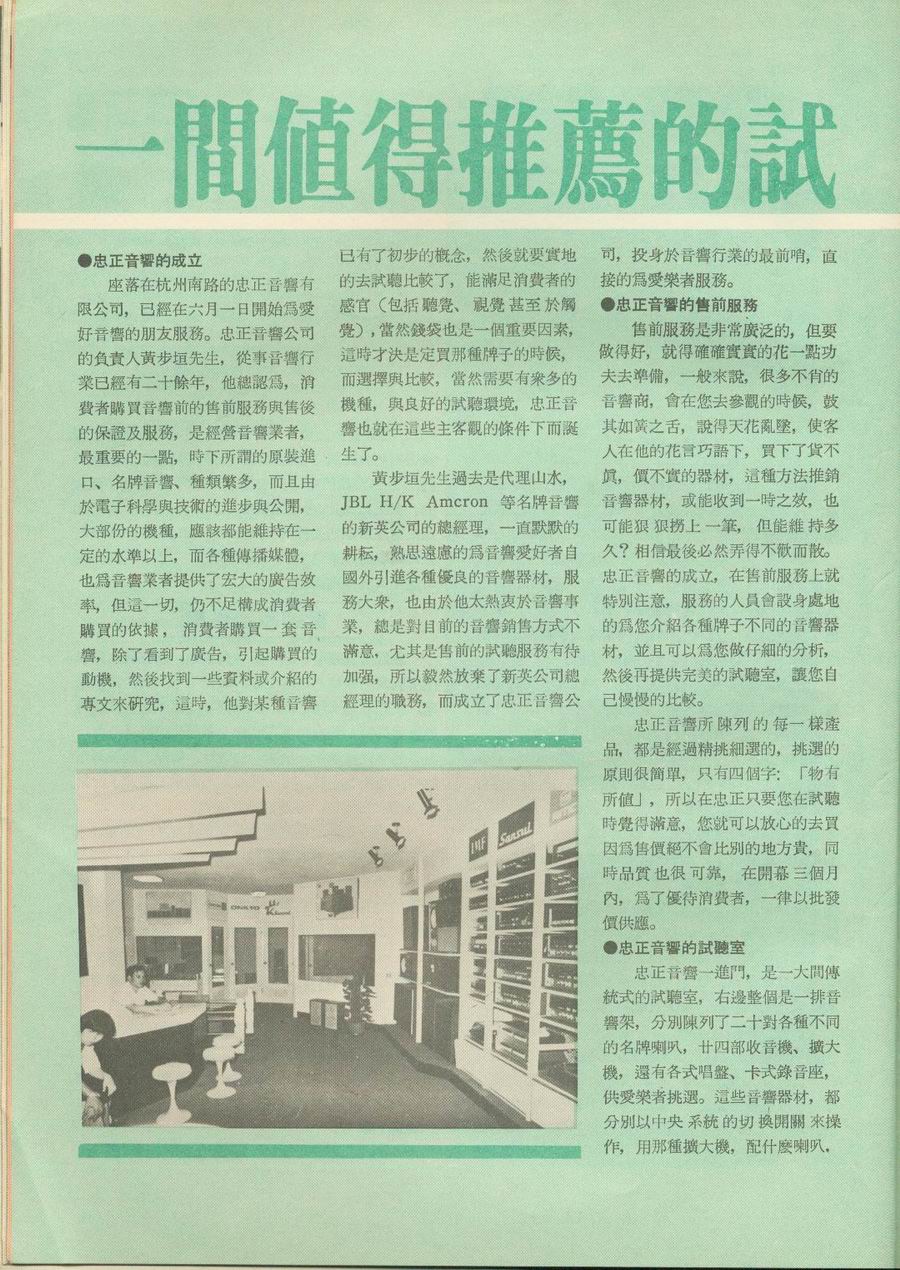 一間値得推薦的試
●忠正音響的成立
座落在杭州南路的忠正音響有
限公司，已經在六月一日開始爲愛
好音響的朋友服務。忠正音響公司
的負責人黃步垣先生，從事音響行
業已經有二十餘年，他總認爲，消
費者購買音響前的售前服務與售後
的保證及服務，是經營音響業者，
最重要的一點，時下所謂的原裝進
口、名牌音響、種類繁多，而且由
於電子科學與技術的進步與公開，
大部份的機種，應該都能維持在一
定的水準以上，而各種傳播媒體，
也爲音響業者提供了宏大的廣告效
率，但這一切，仍不足構成消費者
購買的依據，消費者購買一套音
響，除了看到了廣告，引起購買的
動機，然後找到一些資料或介紹的
專文來研究，這時，他對某種音響
已有了初步的概念，然後就要實地
的去試聽比較了，能滿足消費者的
感官（包括聽覺、視覺甚至於觸
覺），當然錢袋也是一個重要因素，
這時才決是定買那種牌子的時候，
而選擇與比較，當然需要有衆多的
機種，與良好的試聽環境，忠正音
響也就在這些主客觀的條件下而誕
生了。
黃步垣先生過去是代理山水，
JBL H/K Amcron 等名牌音響
的新英公司的總經理，一直默默的
耕耘，熟思遠慮的爲音響愛好者自
國外引進各種優良的音響器材，服
務大衆，也由於他太熱衷於音響事
業，總是對目前的音響銷售方式不
滿意，尤其是售前的試聽服務有待
加强，所以毅然放棄了新英公司總
經理的職務，而成立了忠正音響公
司，投身於音響行業的最前哨，直
接的爲愛樂者服務。
●忠正音響的售前服務
售前服務是非常廣泛的，但要
做得好，就得確確實實的花一點功
夫去準備，一般來說，很多不肖的
音響商，會在您去參觀的時候，鼓
其如簧之舌，說得天花亂墜，使客
人在他的花言巧語下，買下了貨不
眞，價不實的器材，這種方法推銷
音響器材，或能收到一時之效，也
可能狠狠撈上一筆，但能維持多
久？相信最後必然弄得不歡而散。
忠正音響的成立，在售前服務上就
特別注意，服務的人員會設身處地
的爲您介紹各種牌子不同的音響器
材，並且可以爲您做仔細的分析，
然後再提供完美的試聽室，讓您自
己慢慢的比較。
忠正音響所陳列的每一樣產
品，都是經過精挑細選的，挑選的
原則很簡單，只有四個字：「物有
所値」，所以在忠正只要您在試聽
時覺得滿意，您就可以放心的去買
因爲售價絕不會比別的地方貴，同
時品質也很可靠，在開幕三個月
內，爲了優待消費者，一律以批發
價供應。
●忠正音響的試聽室
忠正音響一進門，是一大間傳
統式的試聽室，右邊整個是一排音
響架，分別陳列了二十對各種不同
的名牌喇叭，廿四部收音機、擴大
機，還有各式唱盤、卡式錄音座，
供愛樂者挑選。這些音響器材，都
分別以中央系統的切換開關來操
作，用那種擴大機，配什麽喇叭，
IMF
Sansui
ONKYO